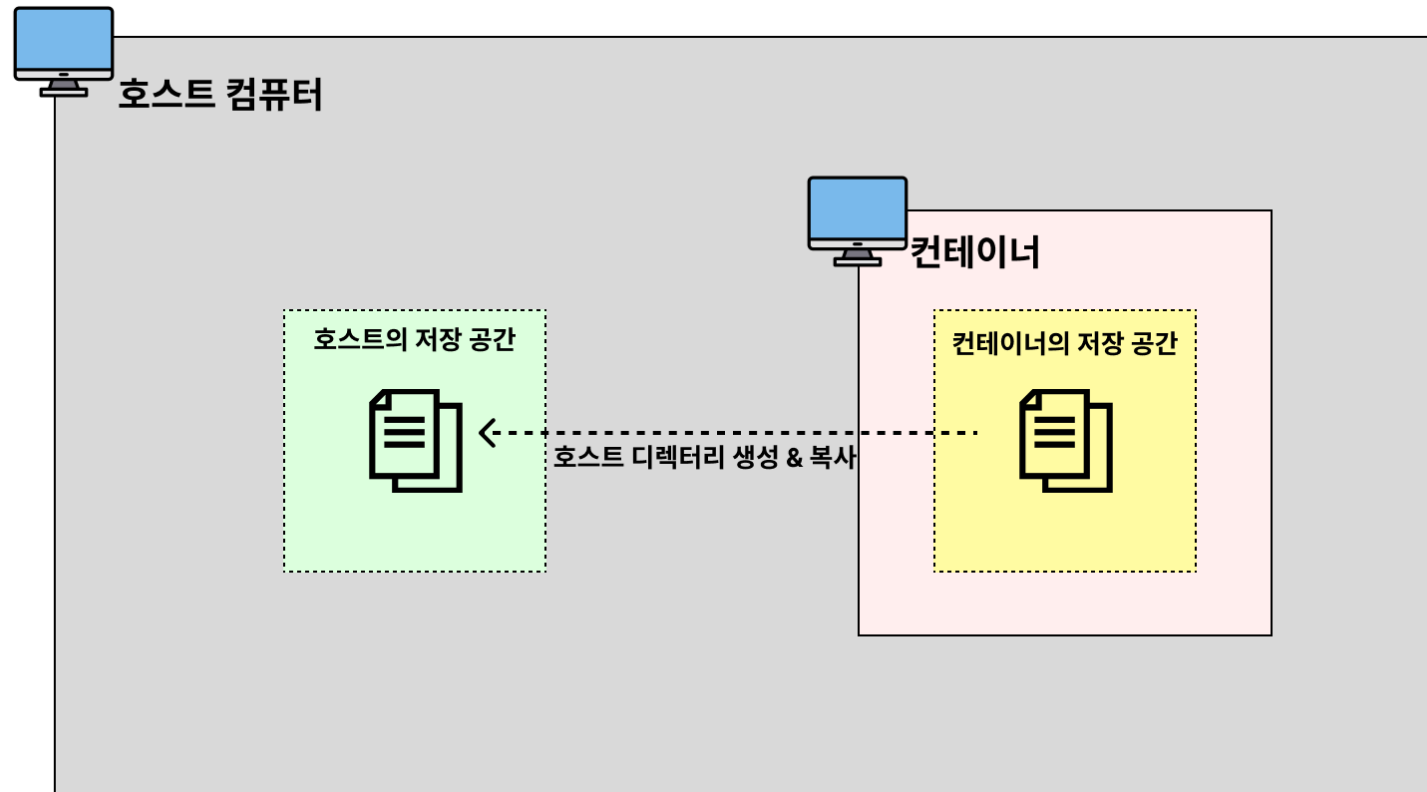 호스트 컴퓨터
컨테이너
호스트의 저장 공간
컨테이너의 저장 공간
호스트 디렉터리 생성 & 복사